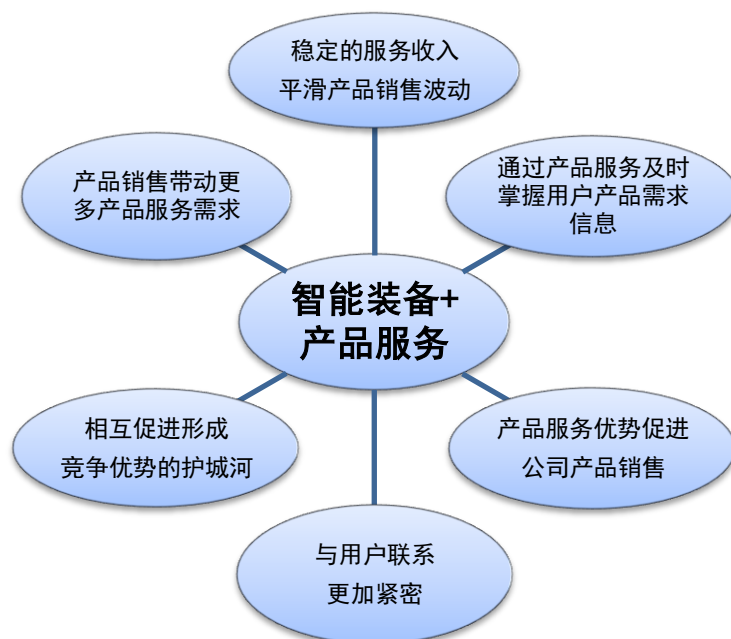 稳定的服务收入
平滑产品销售波动
产品销售带动更
多产品服务需求
通过产品服务及时
掌握用户产品需求
信息
智能装备+
产品服务
相互促进形成
竞争优势的护城河
产品服务优势促进
公司产品销售
与用户联系
更加紧密